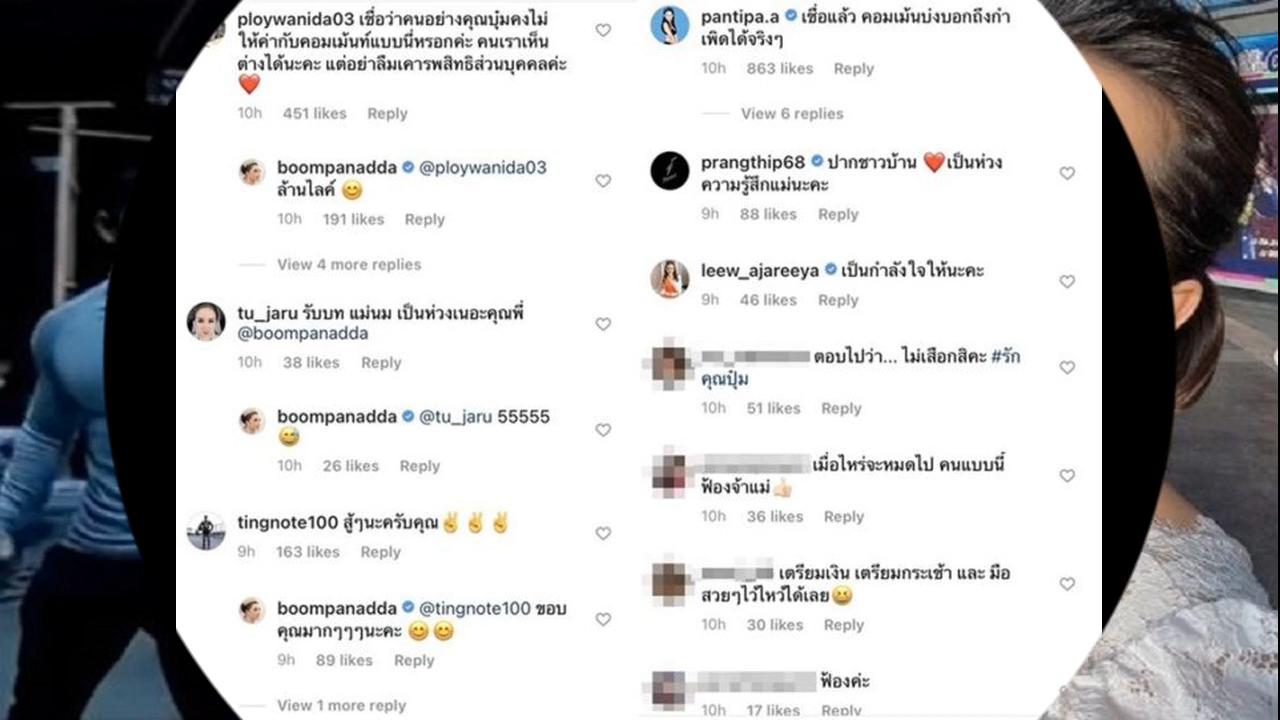 ploywanida03 เชื่อว่าคนอย่างคุณบุ๋มคงไม่
ให้ค่ากับคอมเม้นท์แบบนี้หรอกค่ะ คนเราเห็น
ต่างได้นะคะ แต่อย่าลืมเคารพสิทธิส่วนบุคคลค่ะ
❤️
10h 451 likes Reply
boompanadda @ploywanida03
ล้านไลค์ 😊
10h 191 likes Reply
View 4 more replies
tu_jaru รับบท แม่นม เป็นห่วงเนอะคุณพี่
@boompanadda
10h 38 likes Reply
boompanadda @tu_jaru 55555
😅
10h 26 likes Reply
tingnote100 สู้ๆนะครับคุณ✌️✌️✌️
9h 163 likes Reply
boompanadda @tingnote100 ขอบ
คุณมากๆๆๆนะคะ 😊😊
9h 89 likes Reply
View 1 more reply
pantipa.a เชื่อแล้ว คอมเม้นบ่งบอกถึงกำ
เพิดได้จริงๆ
10h 863 likes Reply
View 6 replies
prangthip68 ปากชาวบ้าน ❤️เป็นห่วง
ความรู้สึกแม่นะคะ
9h 88 likes Reply
leew_ajareeya เป็นกำลังใจให้นะคะ
9h 46 likes Reply
ตอบไปว่า... ไม่เสือกสิคะ #รัก
คุณปุ๋ม
10h 51 likes Reply
เมื่อไหร่จะหมดไป คนแบบนี้
ฟ้องจ้าแม่👍🏻
10h 36 likes Reply
เตรียมเงิน เตรียมกระเช้า และ มือ
สวยๆไว้ไหว้ได้เลย😆
10h 30 likes Reply
ฟ้องค่ะ
10h 17 likes Reply